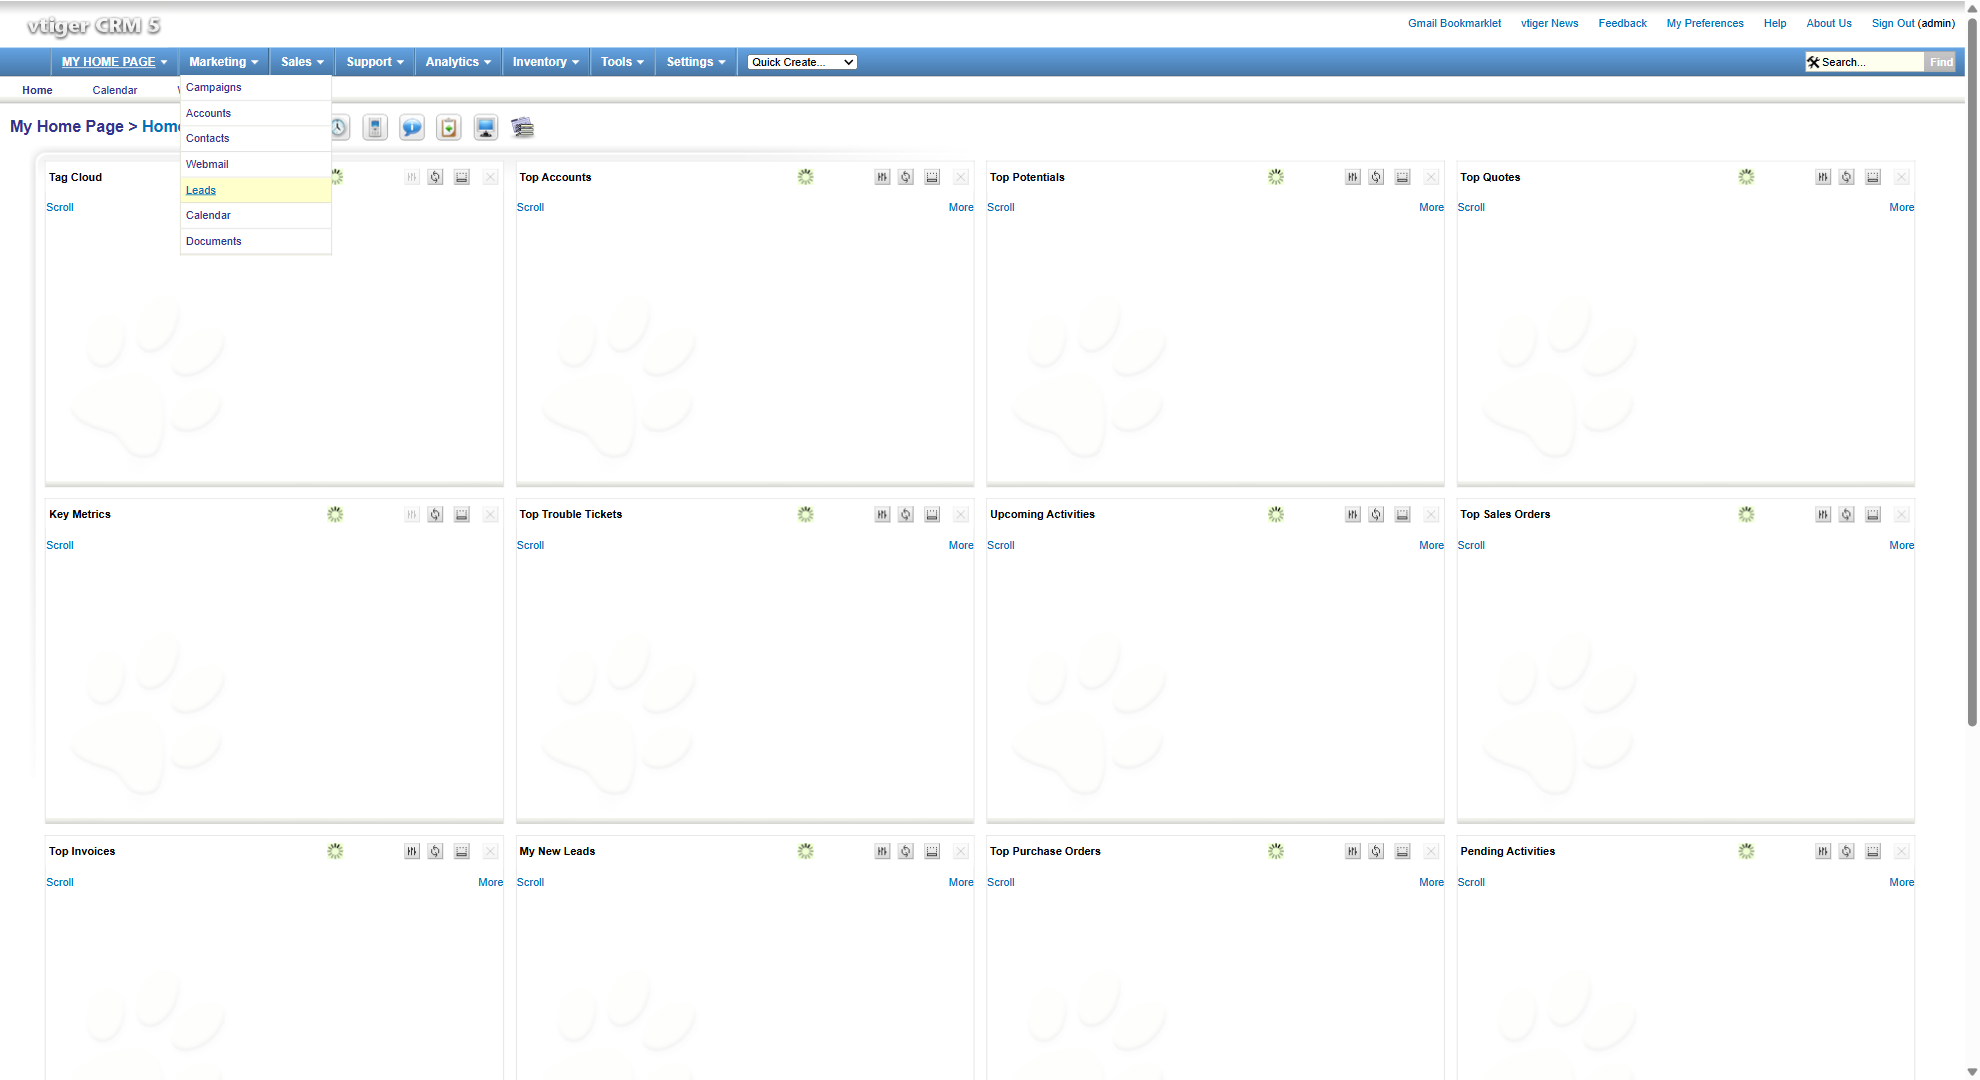 vtiger CRM 5
Gmail Bookmarklet vtiger News Feedback My Preferences Help About Us Sign Out (admin)
MY HOME PAGE Marketing Sales Support Analytics Inventory Tools Settings Quick Create... Search... Find
Home Calendar
Campaigns
Accounts
Contacts
Webmail
Leads
Calendar
Documents
My Home Page > Home
Tag Cloud Top Accounts Top Potentials Top Quotes
Scroll Scroll More Scroll More Scroll More
Key Metrics Top Trouble Tickets Upcoming Activities Top Sales Orders
Scroll Scroll More Scroll More Scroll More
Top Invoices My New Leads Top Purchase Orders Pending Activities
Scroll More Scroll More Scroll More Scroll More